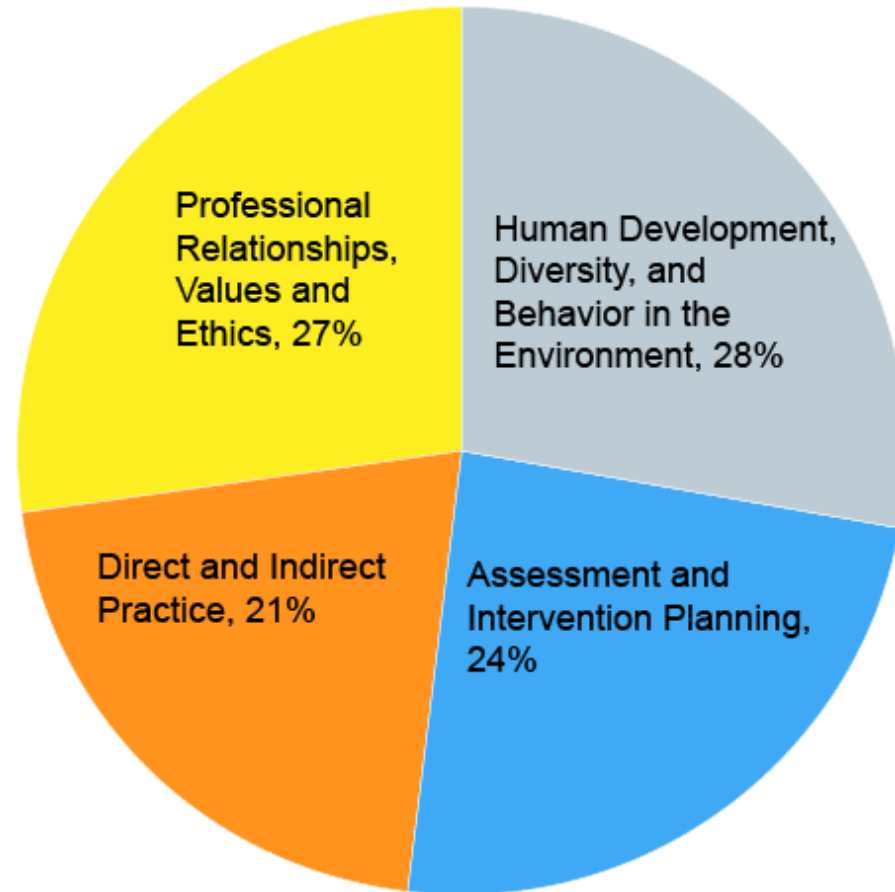 Professional
Relationships,
Values and
Ethics, 27%
Human Development,
Diversity, and
Behavior in the
Environment, 28%
Direct and Indirect
Practice, 21%
Assessment and
Intervention Planning,
24%